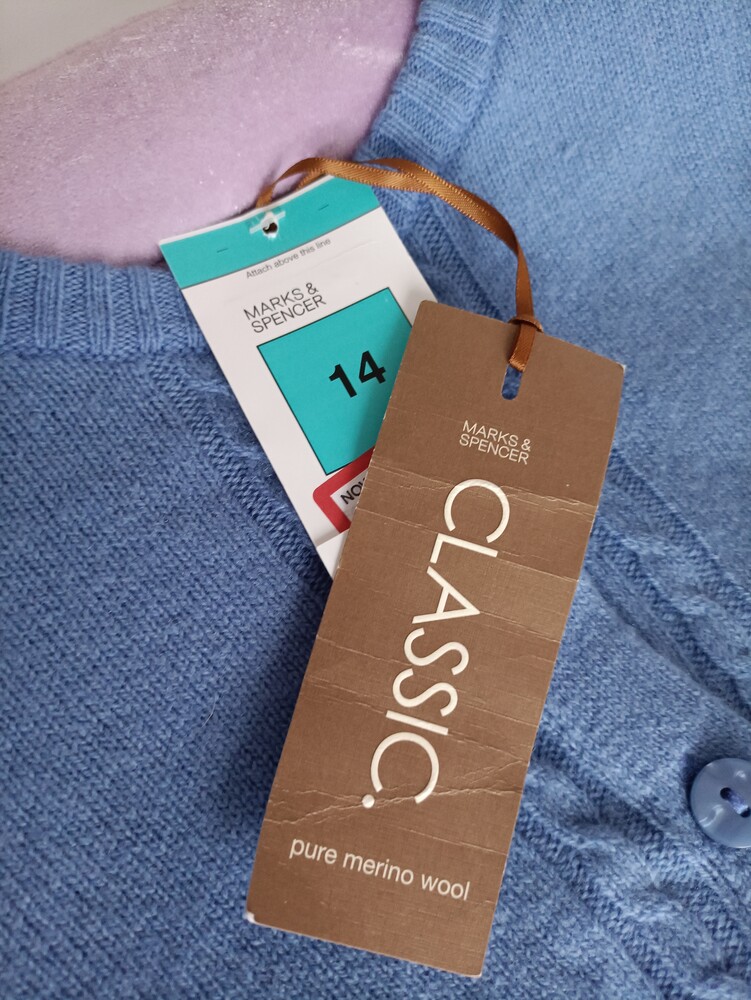 Attach above this line
MARKS &
SPENCER
14
MARKS &
SPENCER
CLASSIC.
pure merino wool